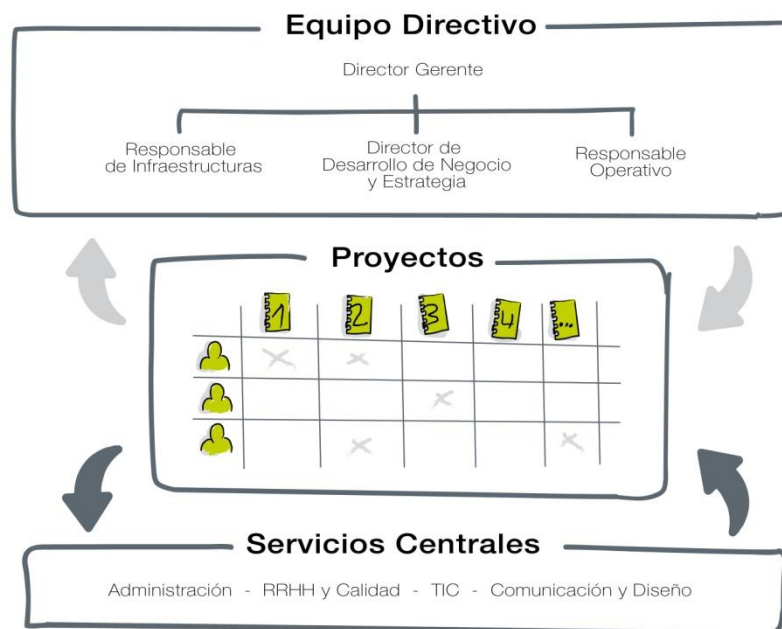 Equipo Directivo
Director Gerente
Responsable
de Infraestructuras
Director de
Desarrollo de Negocio
y Estrategia
Responsable
Operativo
Proyectos
1 2 3 4 ...
Servicios Centrales
Administración - RRHH y Calidad - TIC - Comunicación y Diseño